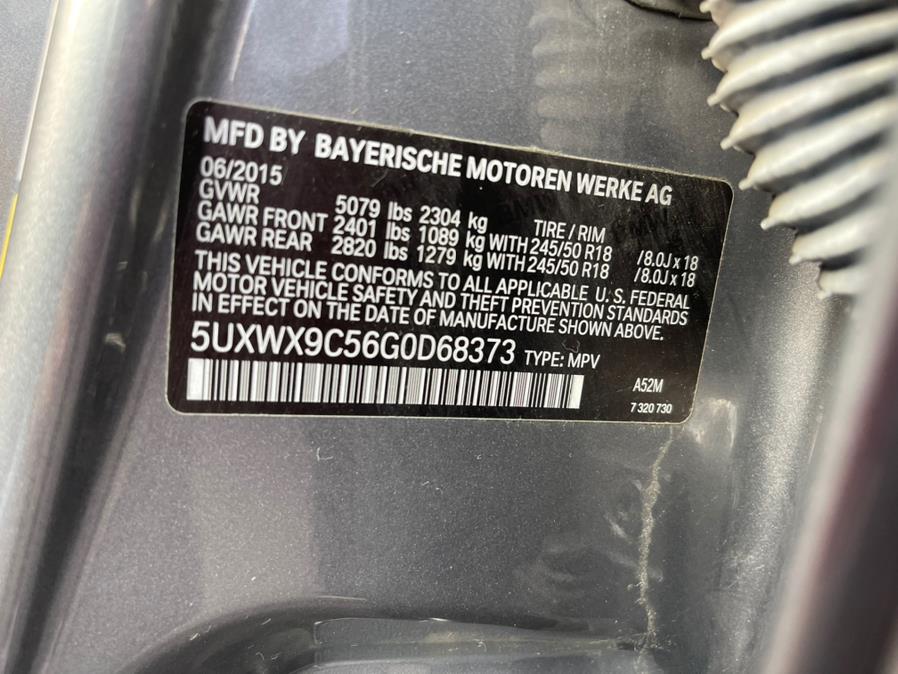 MFD BY BAYERISCHE MOTOREN WERKE AG
06/2015
GVWR 5079 lbs 2304 kg TIRE / RIM
GAWR FRONT 2401 lbs 1089 kg WITH 245/50 R18 /8.0J x 18
GAWR REAR 2820 lbs 1279 kg WITH 245/50 R18 /8.0J x 18
THIS VEHICLE CONFORMS TO ALL APPLICABLE U. S. FEDERAL
MOTOR VEHICLE SAFETY AND THEFT PREVENTION STANDARDS
IN EFFECT ON THE DATE OF MANUFACTURE SHOWN ABOVE.
5UXWX9C56G0D68373 TYPE: MPV
A52M
7 320 730